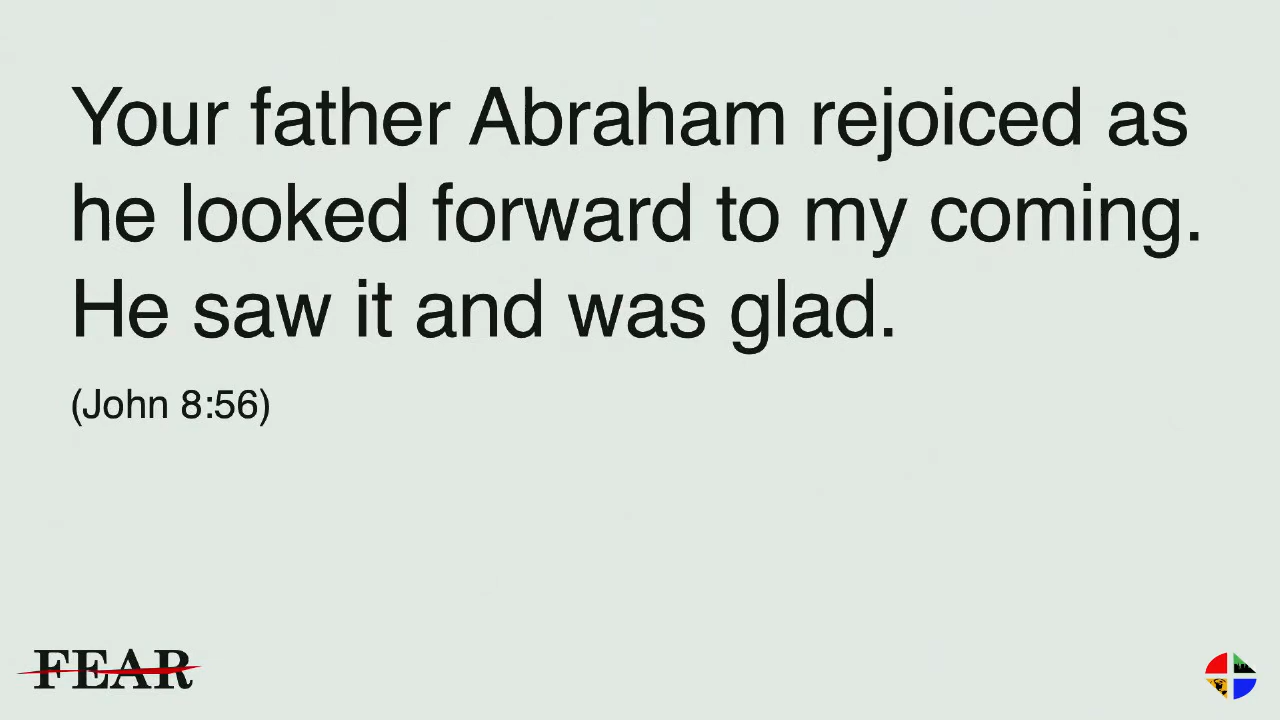 Your father Abraham rejoiced as
he looked forward to my coming.
He saw it and was glad.
(John 8:56)
FEAR